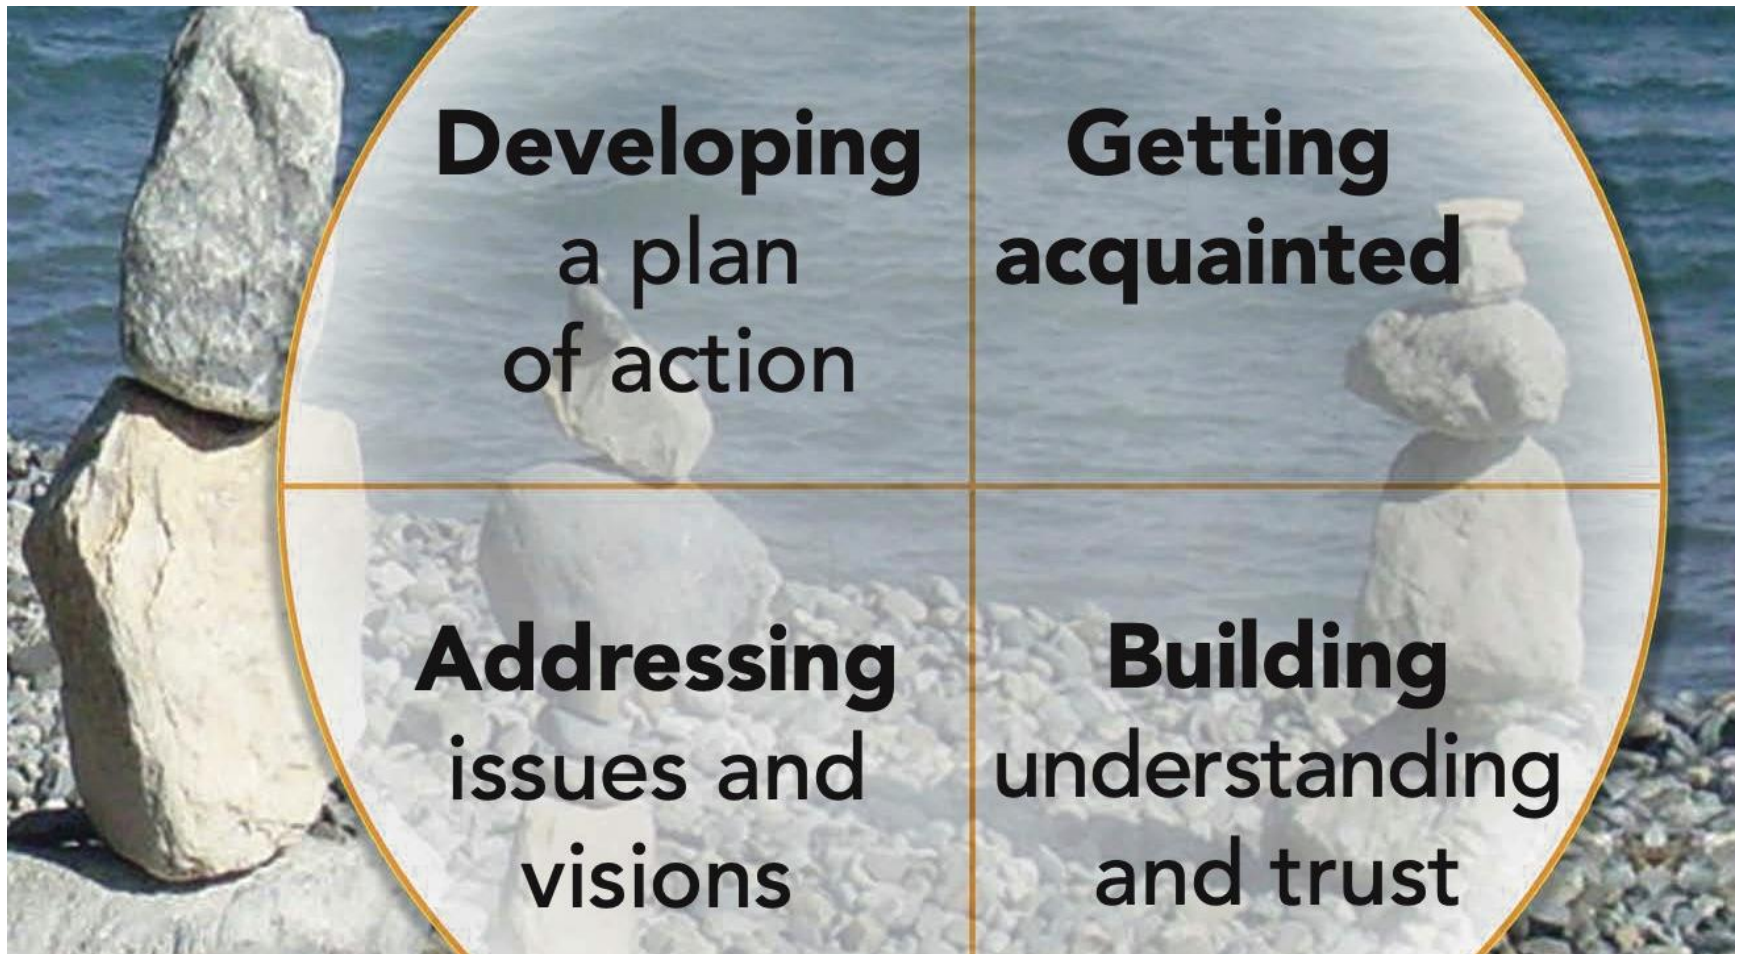 Developing
a plan
of action
Getting
acquainted
Addressing
issues and
visions
Building
understanding
and trust